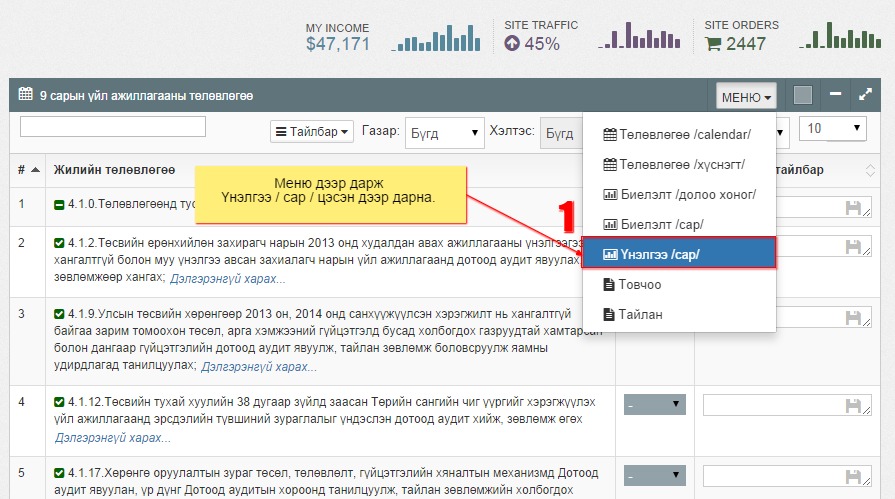 MY INCOME
$47,171
SITE TRAFFIC
45%
SITE ORDERS
2447
9 сарын үйл ажиллагааны төлөвлөгөө
МЕНЮ
Тайлбар
Газар:
Бүгд
Хэлтэс:
Бүгд
10
Төлөвлөгөө /calendar/
Төлөвлөгөө /хүснэгт/
Биелэлт /долоо хоног/
Биелэлт /сар/
Үнэлгээ /сар/
Товчоо
Тайлан
#
Жилийн төлөвлөгөө
тайлбар
Меню дээр дарж
Үнэлгээ / сар / цэсэн дээр дарна.
1
1
4.1.0.Төлөвлөгөөнд
2
4.1.2.Төсвийн ерөнхийлөн захирагч нарын 2013 онд худалдан авах ажиллагааны үнэлгээгээ
хангалтгүй болон муу үнэлгээ авсан захиалагч нарын үйл ажиллагаанд дотоод аудит явуулах,
зөвлөмжөөр хангах; Дэлгэрэнгүй харах...
3
4.1.9.Улсын төсвийн хөрөнгөөр 2013 он, 2014 онд санхүүжүүлсэн хэрэгжилт нь хангалтгүй
байгаа зарим томоохон төсөл, арга хэмжээний гүйцэтгэлд бусад холбогдох газруудтай хамтарсан
болон дангаар гүйцэтгэлийн дотоод аудит явуулж, тайлан зөвлөмж боловсруулж яамны
удирдлагад танилцуулах; Дэлгэрэнгүй харах...
4
4.1.12.Төсвийн тухай хуулийн 38 дугаар зүйлд заасан Төрийн сангийн чиг үүргийг хэрэгжүүлэх
үйл ажиллагаанд эрсдэлийн түвшиний зураглалыг үндэслэн дотоод аудит хийж, зөвлөмж өгөх
Дэлгэрэнгүй харах...
–
5
4.1.17.Хөрөнгө оруулалтын зураг төсөл, төлөвлөлт, гүйцэтгэлийн хяналтын механизмд Дотоод
аудит явуулан, үр дүнг Дотоод аудитын хороонд танилцуулж, тайлан зөвлөмжийн холбогдох
–